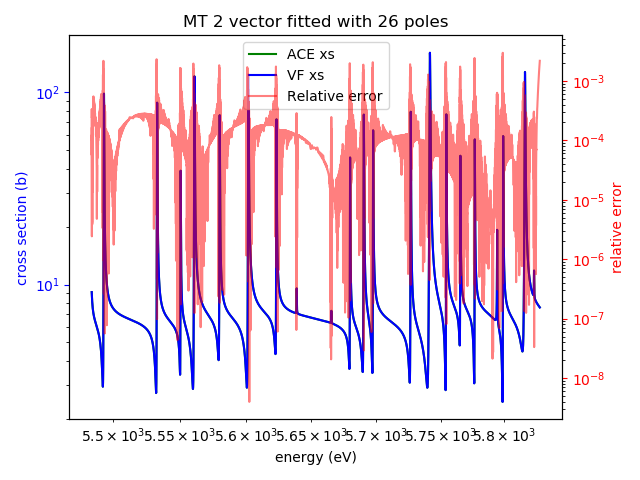 MT 2 vector fitted with 26 poles
ACE xs
VF xs
Relative error
cross section (b)
10²
10¹
relative error
10⁻³
10⁻⁴
10⁻⁵
10⁻⁶
10⁻⁷
10⁻⁸
5.5 × 10³ 5.55 × 10³ 5.6 × 10³ 5.65 × 10³ 5.7 × 10³ 5.75 × 10³ 5.8 × 10³
energy (eV)